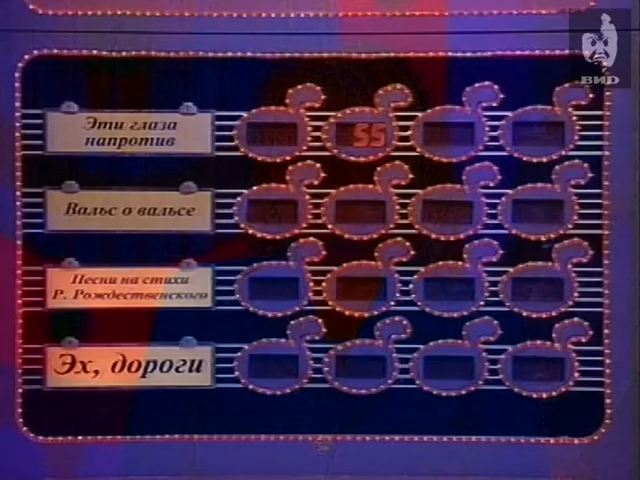 ВИD
Эти глаза
напротив
55
Вальс о вальсе
Песни на стихи
Р. Рождественского
Эх, дороги